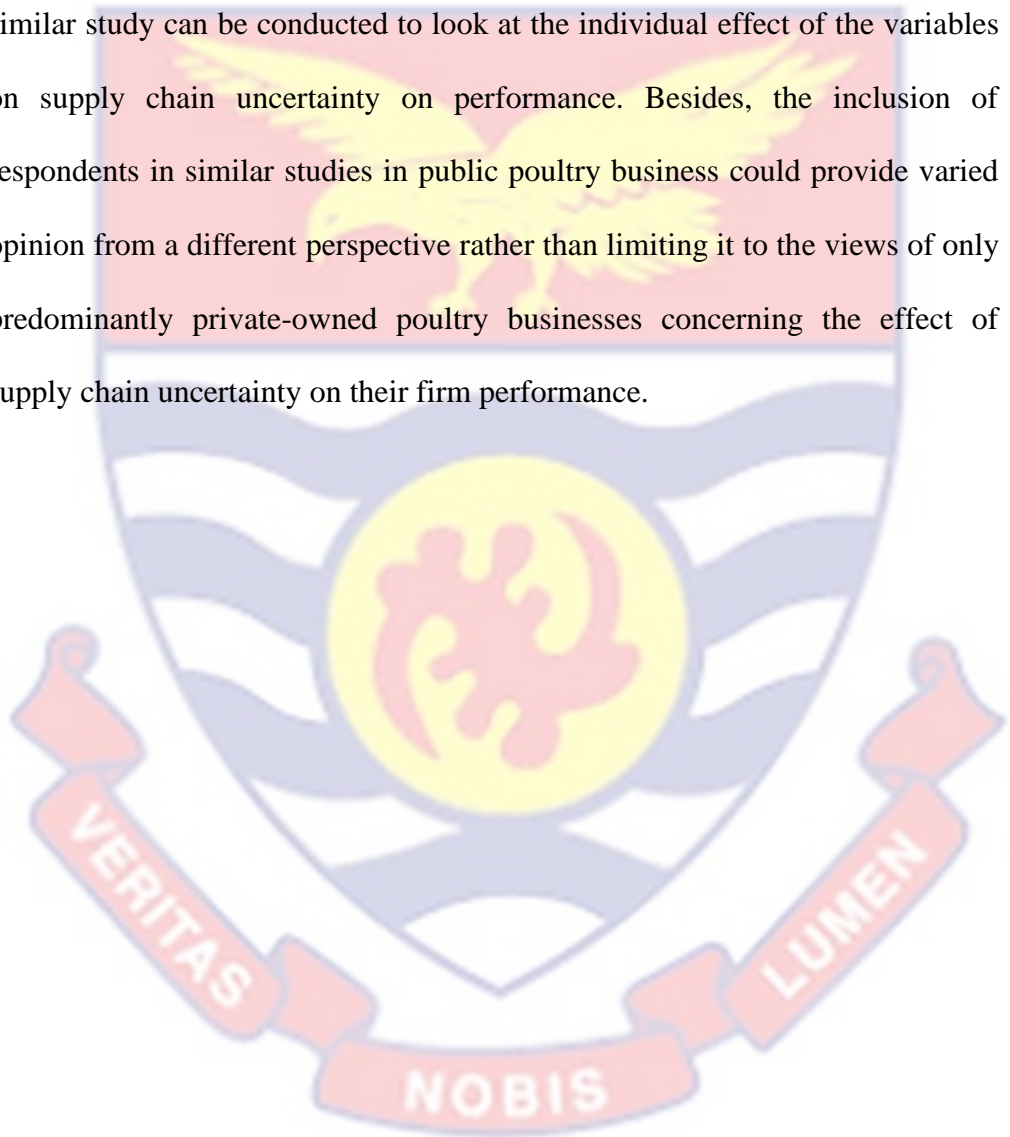 similar study can be conducted to look at the individual effect of the variables
on supply chain uncertainty on performance. Besides, the inclusion of
respondents in similar studies in public poultry business could provide varied
opinion from a different perspective rather than limiting it to the views of only
predominantly private-owned poultry businesses concerning the effect of
supply chain uncertainty on their firm performance.
VERITAS
NOBIS
LUMEN